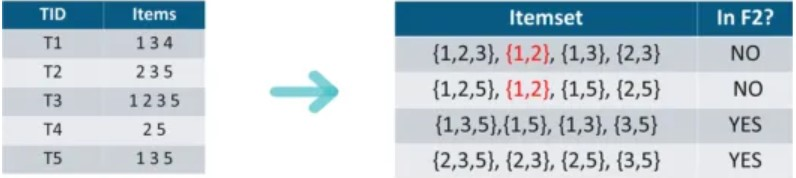 TID Items
T1 1 3 4
T2 2 3 5
T3 1 2 3 5
T4 2 5
T5 1 3 5
Itemset In F2?
{1,2,3}, {1,2}, {1,3}, {2,3} NO
{1,2,5}, {1,2}, {1,5}, {2,5} NO
{1,3,5},{1,5}, {1,3}, {3,5} YES
{2,3,5}, {2,3}, {2,5}, {3,5} YES